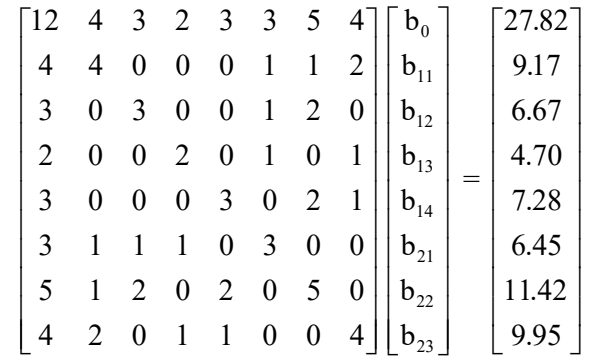 12 4 3 2 3 3 5 4 b₀ 27.82
4 4 0 0 0 1 1 2 b₁₁ 9.17
3 0 3 0 0 1 2 0 b₁₂ 6.67
2 0 0 2 0 1 0 1 b₁₃ 4.70
3 0 0 0 3 0 2 1 b₁₄ = 7.28
3 1 1 1 0 3 0 0 b₂₁ 6.45
5 1 2 0 2 0 5 0 b₂₂ 11.42
4 2 0 1 1 0 0 4 b₂₃ 9.95